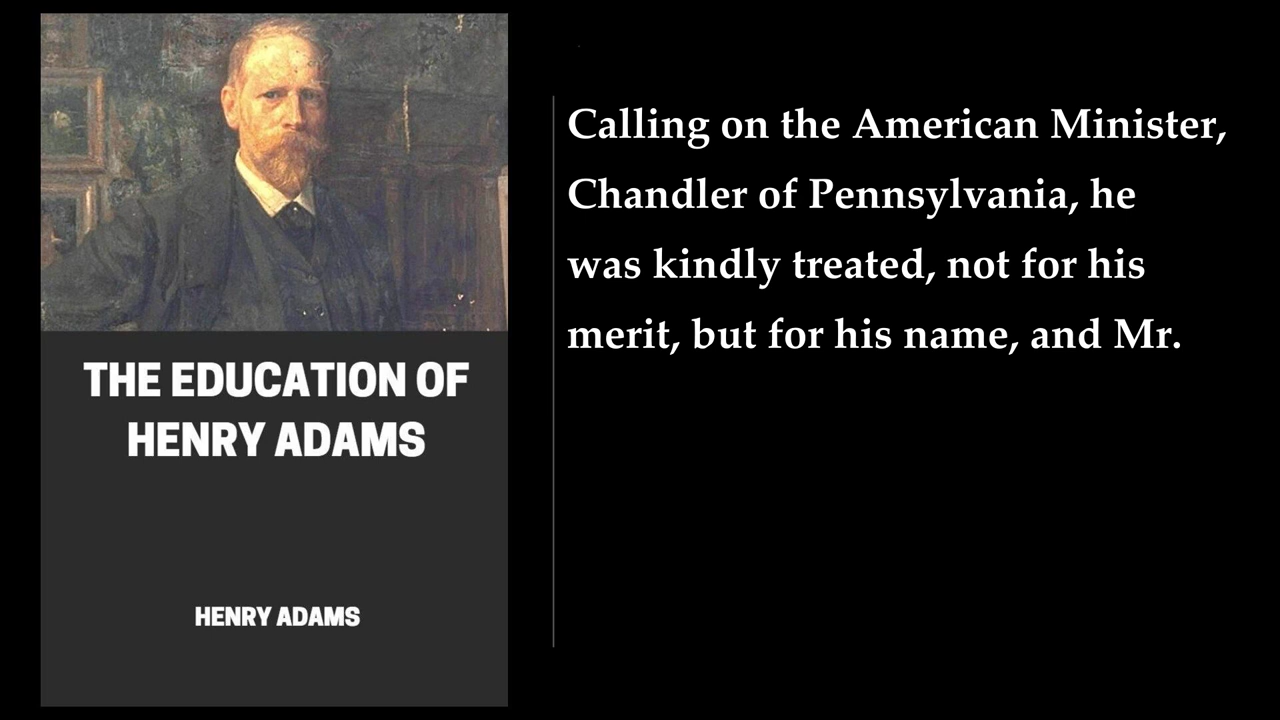 THE EDUCATION OF
HENRY ADAMS
HENRY ADAMS
Calling on the American Minister,
Chandler of Pennsylvania, he
was kindly treated, not for his
merit, but for his name, and Mr.